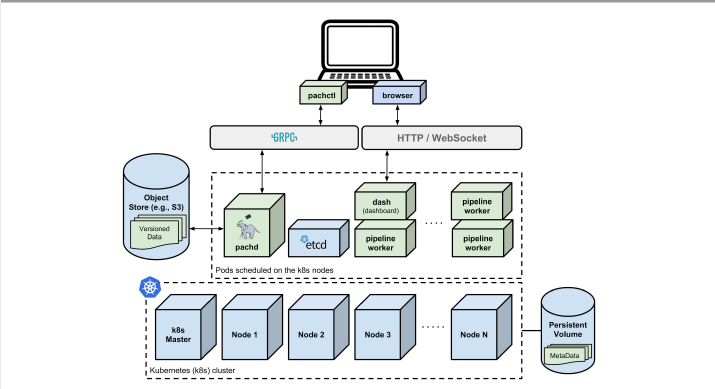 pachctl
browser
GRPC
HTTP / WebSocket
Object
Store (e.g., S3)
Versioned
Data
pachd
etcd
dash
(dashboard)
pipeline
worker
pipeline
worker
pipeline
worker
. . . .
Pods scheduled on the k8s nodes
k8s
Master
Node 1
Node 2
Node 3
. . . . .
Node N
Kubernetes (k8s) cluster
Persistent
Volume
MetaData